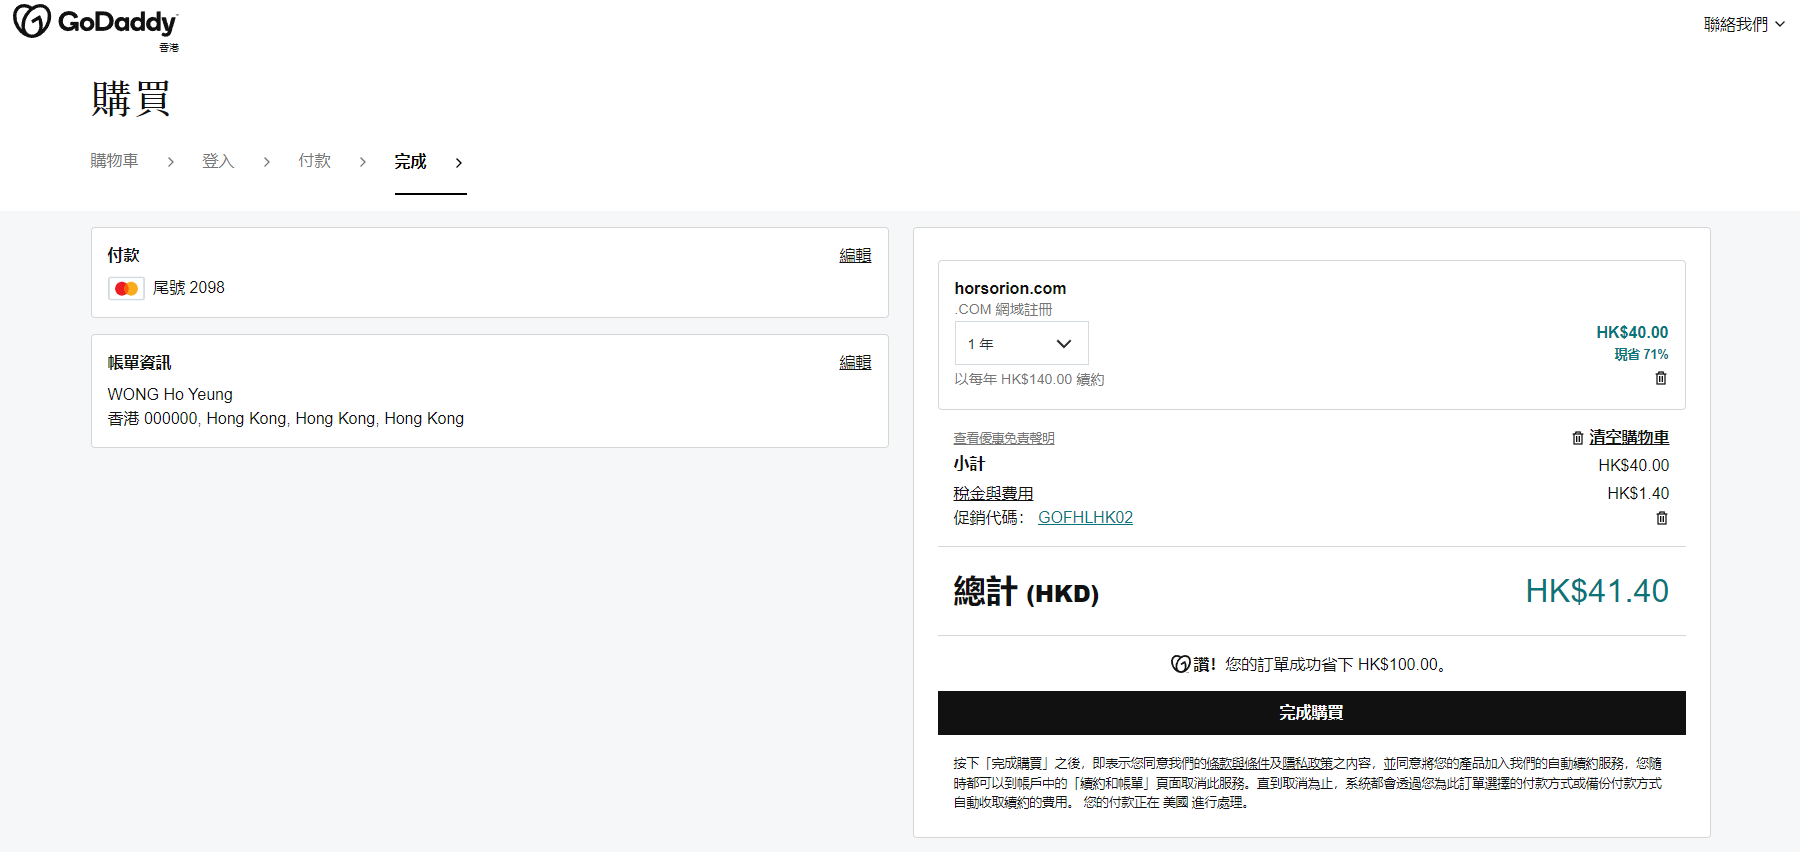 GoDaddy
香港
聯絡我們
購買
購物車
登入
付款
完成
付款
編輯
尾號 2098
帳單資訊
編輯
WONG Ho Yeung
香港 000000, Hong Kong, Hong Kong, Hong Kong
horsorion.com
.COM 網域註冊
1 年
HK$40.00
現省 71%
以每年 HK$140.00 續約
查看優惠免責聲明
清空購物車
小計
HK$40.00
稅金與費用
HK$1.40
促銷代碼： GOFHLHK02
總計 (HKD)
HK$41.40
讚！您的訂單成功省下 HK$100.00。
完成購買
按下「完成購買」之後，即表示您同意我們的條款與條件及隱私政策之內容，並同意將您的產品加入我們的自動續約服務，您隨
時都可以到帳戶中的「續約和帳單」頁面取消此服務。直到取消為止，系統都會透過您為此訂單選擇的付款方式或備份付款方式
自動收取續約的費用。 您的付款正在 美國 進行處理。